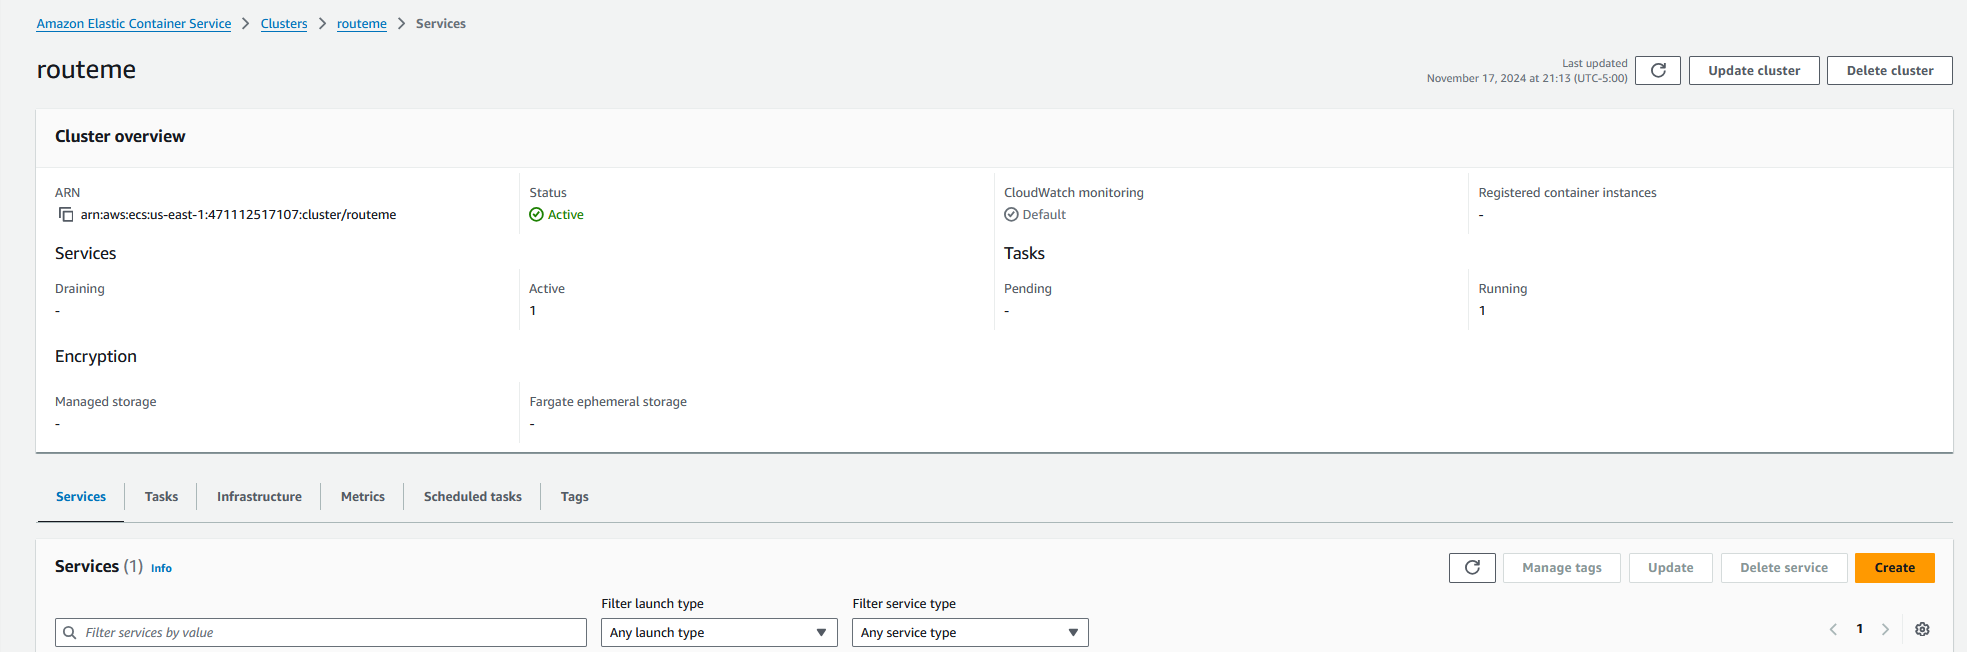 Amazon Elastic Container Service > Clusters > routeme > Services
routeme
Last updated
November 17, 2024 at 21:13 (UTC-5:00)
Update cluster
Delete cluster
Cluster overview
ARN
arn:aws:ecs:us-east-1:471112517107:cluster/routeme
Status
Active
CloudWatch monitoring
Default
Registered container instances
-
Services
Tasks
Draining
-
Active
1
Pending
-
Running
1
Encryption
Managed storage
-
Fargate ephemeral storage
-
Services Tasks Infrastructure Metrics Scheduled tasks Tags
Services (1) Info
Manage tags
Update
Delete service
Create
Filter launch type
Filter service type
Filter services by value
Any launch type
Any service type
< 1 >